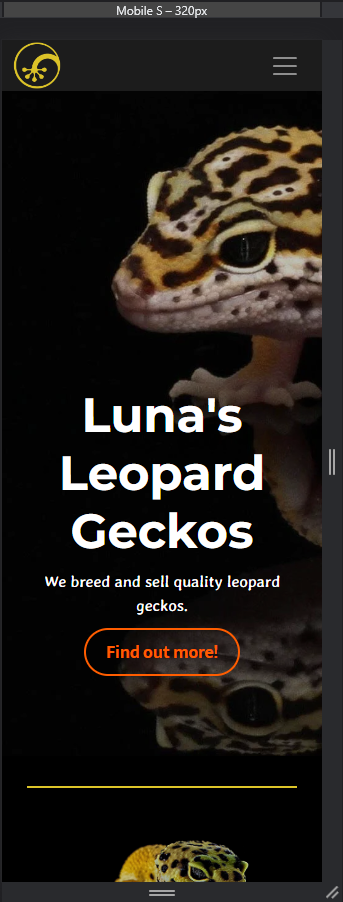 Mobile S – 320px
Luna's
Leopard
Geckos
We breed and sell quality leopard
geckos.
Find out more!